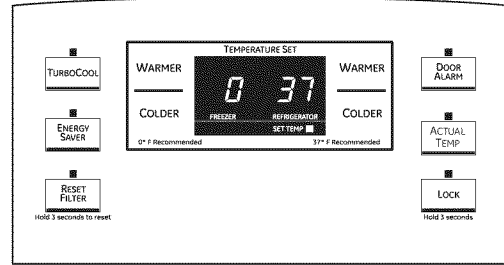 TEMPERATURE SET
TURBOCOOL
WARMER
0
37
WARMER
DOOR
ALARM
COLDER
FREEZER
REFRIGERATOR
COLDER
SET TEMP
ENERGY
SAVER
0° F Recommended
37° F Recommended
ACTUAL
TEMP
RESET
FILTER
Hold 3 seconds to reset
LOCK
Hold 3 seconds